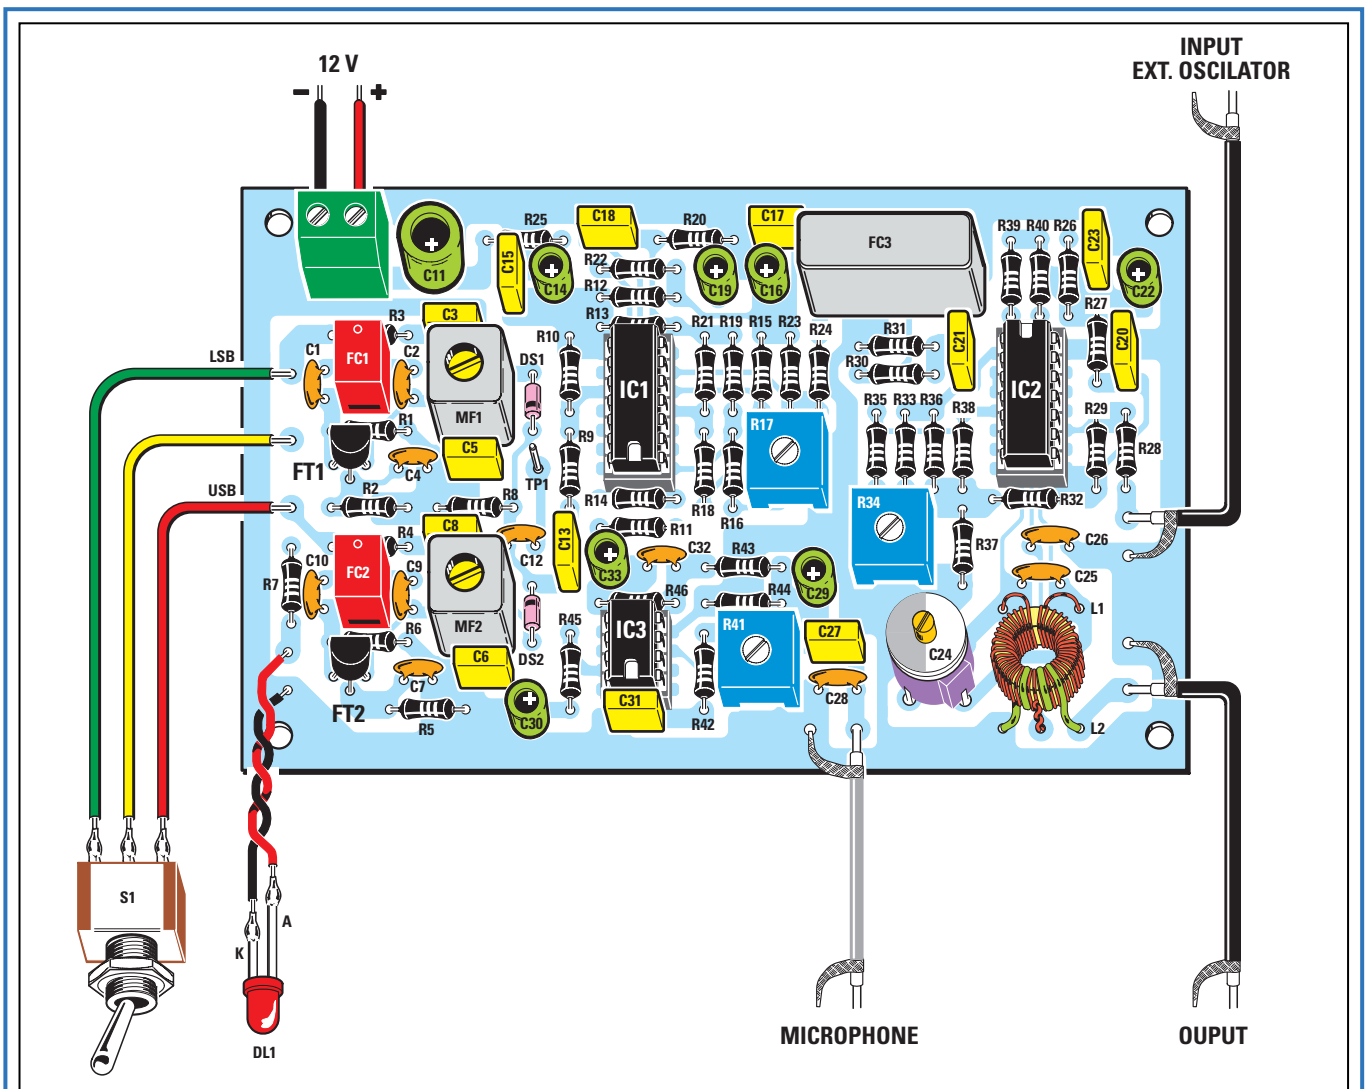 INPUT
EXT. OSCILATOR
12 V
− +
C11
R25
C15
C14
C18
R20
C17
C19
C16
FC3
R39 R40 R26
C23
C22
R22
R12
R13
R3
C3
C1
FC1
C2
MF1
LSB
R10
DS1
IC1
R21 R19 R15 R23
R24
R31
R30
C21
IC2
R27
C20
R1
FT1
C4
C5
R9
TP1
R17
R35 R33 R36
R38
R29
R28
USB
R2
R8
R14
R18
R16
R34
R32
R4
C8
C12
C13
R11
C33
C32
R43
R37
C26
R7
C10
FC2
C9
MF2
R46
R44
C29
C25
L1
R6
DS2
R45
IC3
R41
C27
C24
FT2
C7
C6
C30
C31
R42
C28
R5
L2
S1
A
K
DL1
MICROPHONE
OUPUT